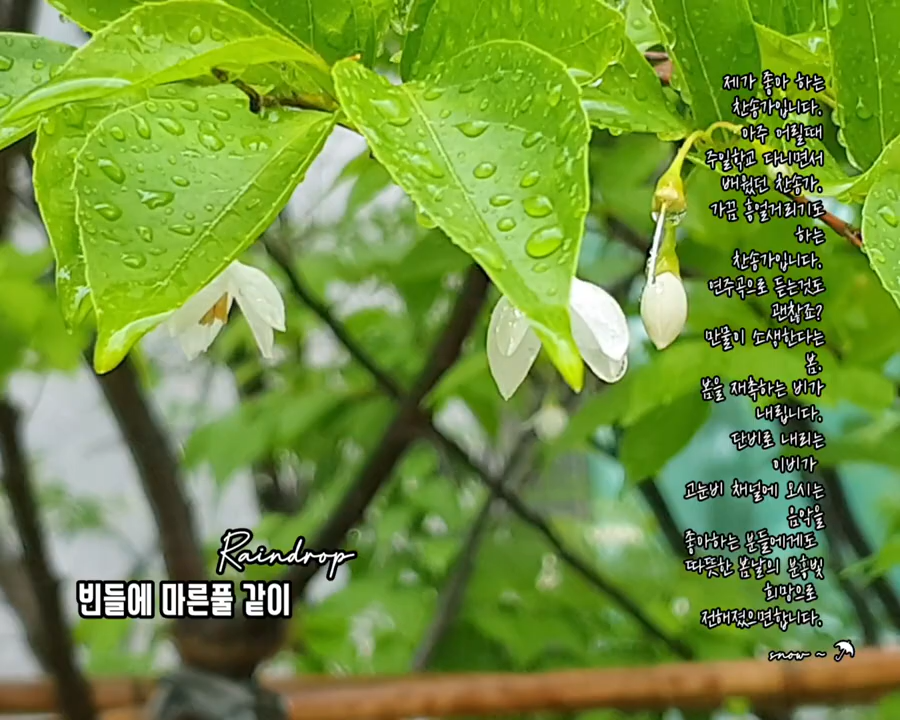 제가 좋아 하는
찬송가입니다.
아주 어릴때
주일학교 다니면서
배웠던 찬송가.
가끔 흥얼거리기도
하는
찬송가입니다.
연주곡으로 듣는것도
괜찮죠?
만물이 소생한다는
봄.
봄을 재촉하는 비가
내립니다.
단비로 내리는
이비가
고눈비 채널에 오시는
음악을
좋아하는 분들에게도
따뜻한 봄날의 분홍빛
희망으로
전해졌으면합니다.
snow ~
Raindrop
빈들에 마른풀 같이